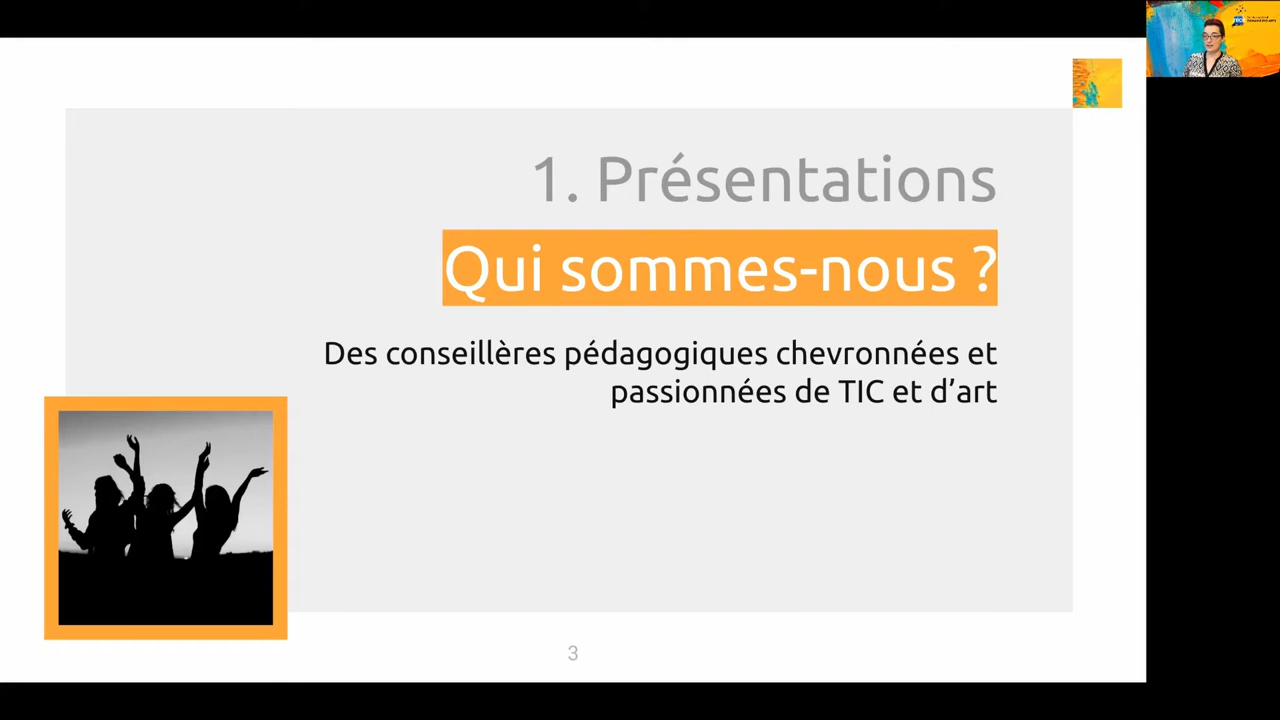 1. Présentations
Qui sommes-nous ?
Des conseillères pédagogiques chevronnées et
passionnées de TIC et d’art
3